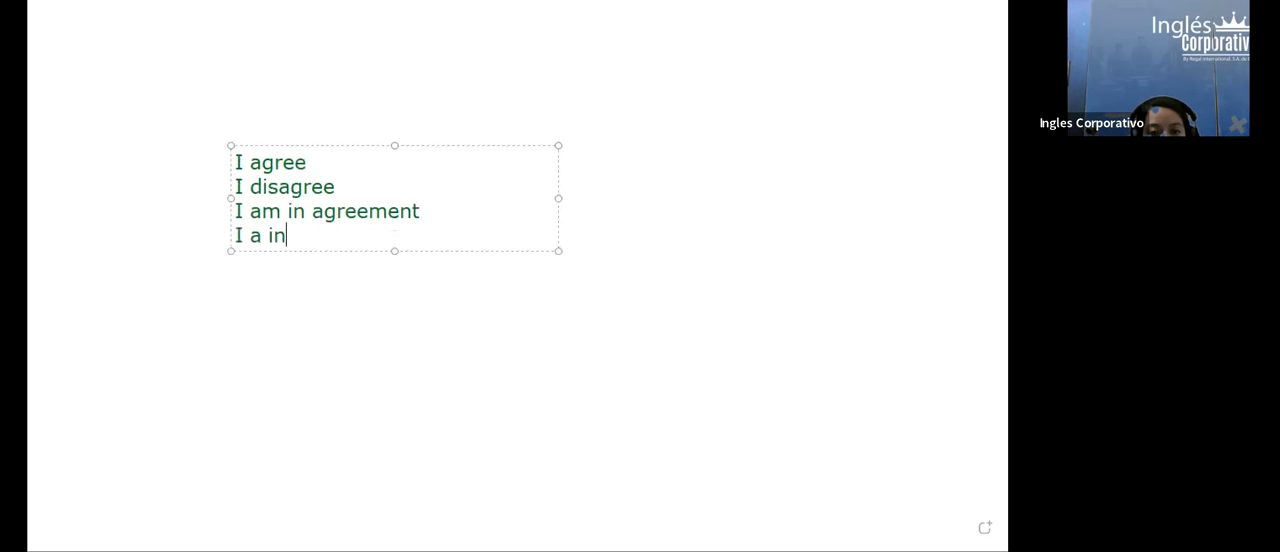 I agree
I disagree
I am in agreement
I a in
Inglés
Corporativ
Ingles Corporativo